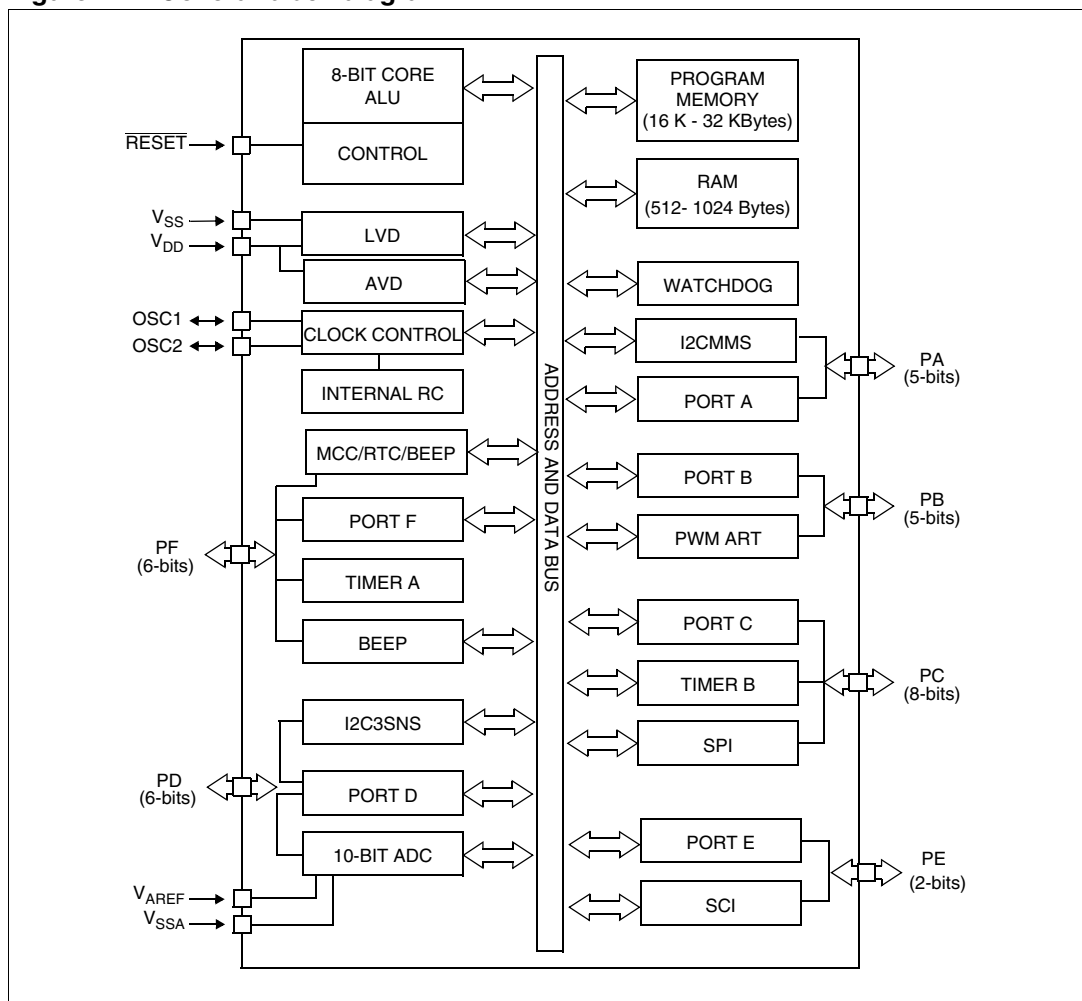 8-BIT CORE
ALU
CONTROL
RESET
VSS
VDD
LVD
AVD
OSC1
OSC2
CLOCK CONTROL
INTERNAL RC
MCC/RTC/BEEP
PORT F
TIMER A
BEEP
PF
(6-bits)
I2C3SNS
PORT D
10-BIT ADC
PD
(6-bits)
VAREF
VSSA
ADDRESS AND DATA BUS
PROGRAM
MEMORY
(16 K - 32 KBytes)
RAM
(512- 1024 Bytes)
WATCHDOG
I2CMMS
PORT A
PA
(5-bits)
PORT B
PWM ART
PB
(5-bits)
PORT C
TIMER B
SPI
PC
(8-bits)
PORT E
SCI
PE
(2-bits)